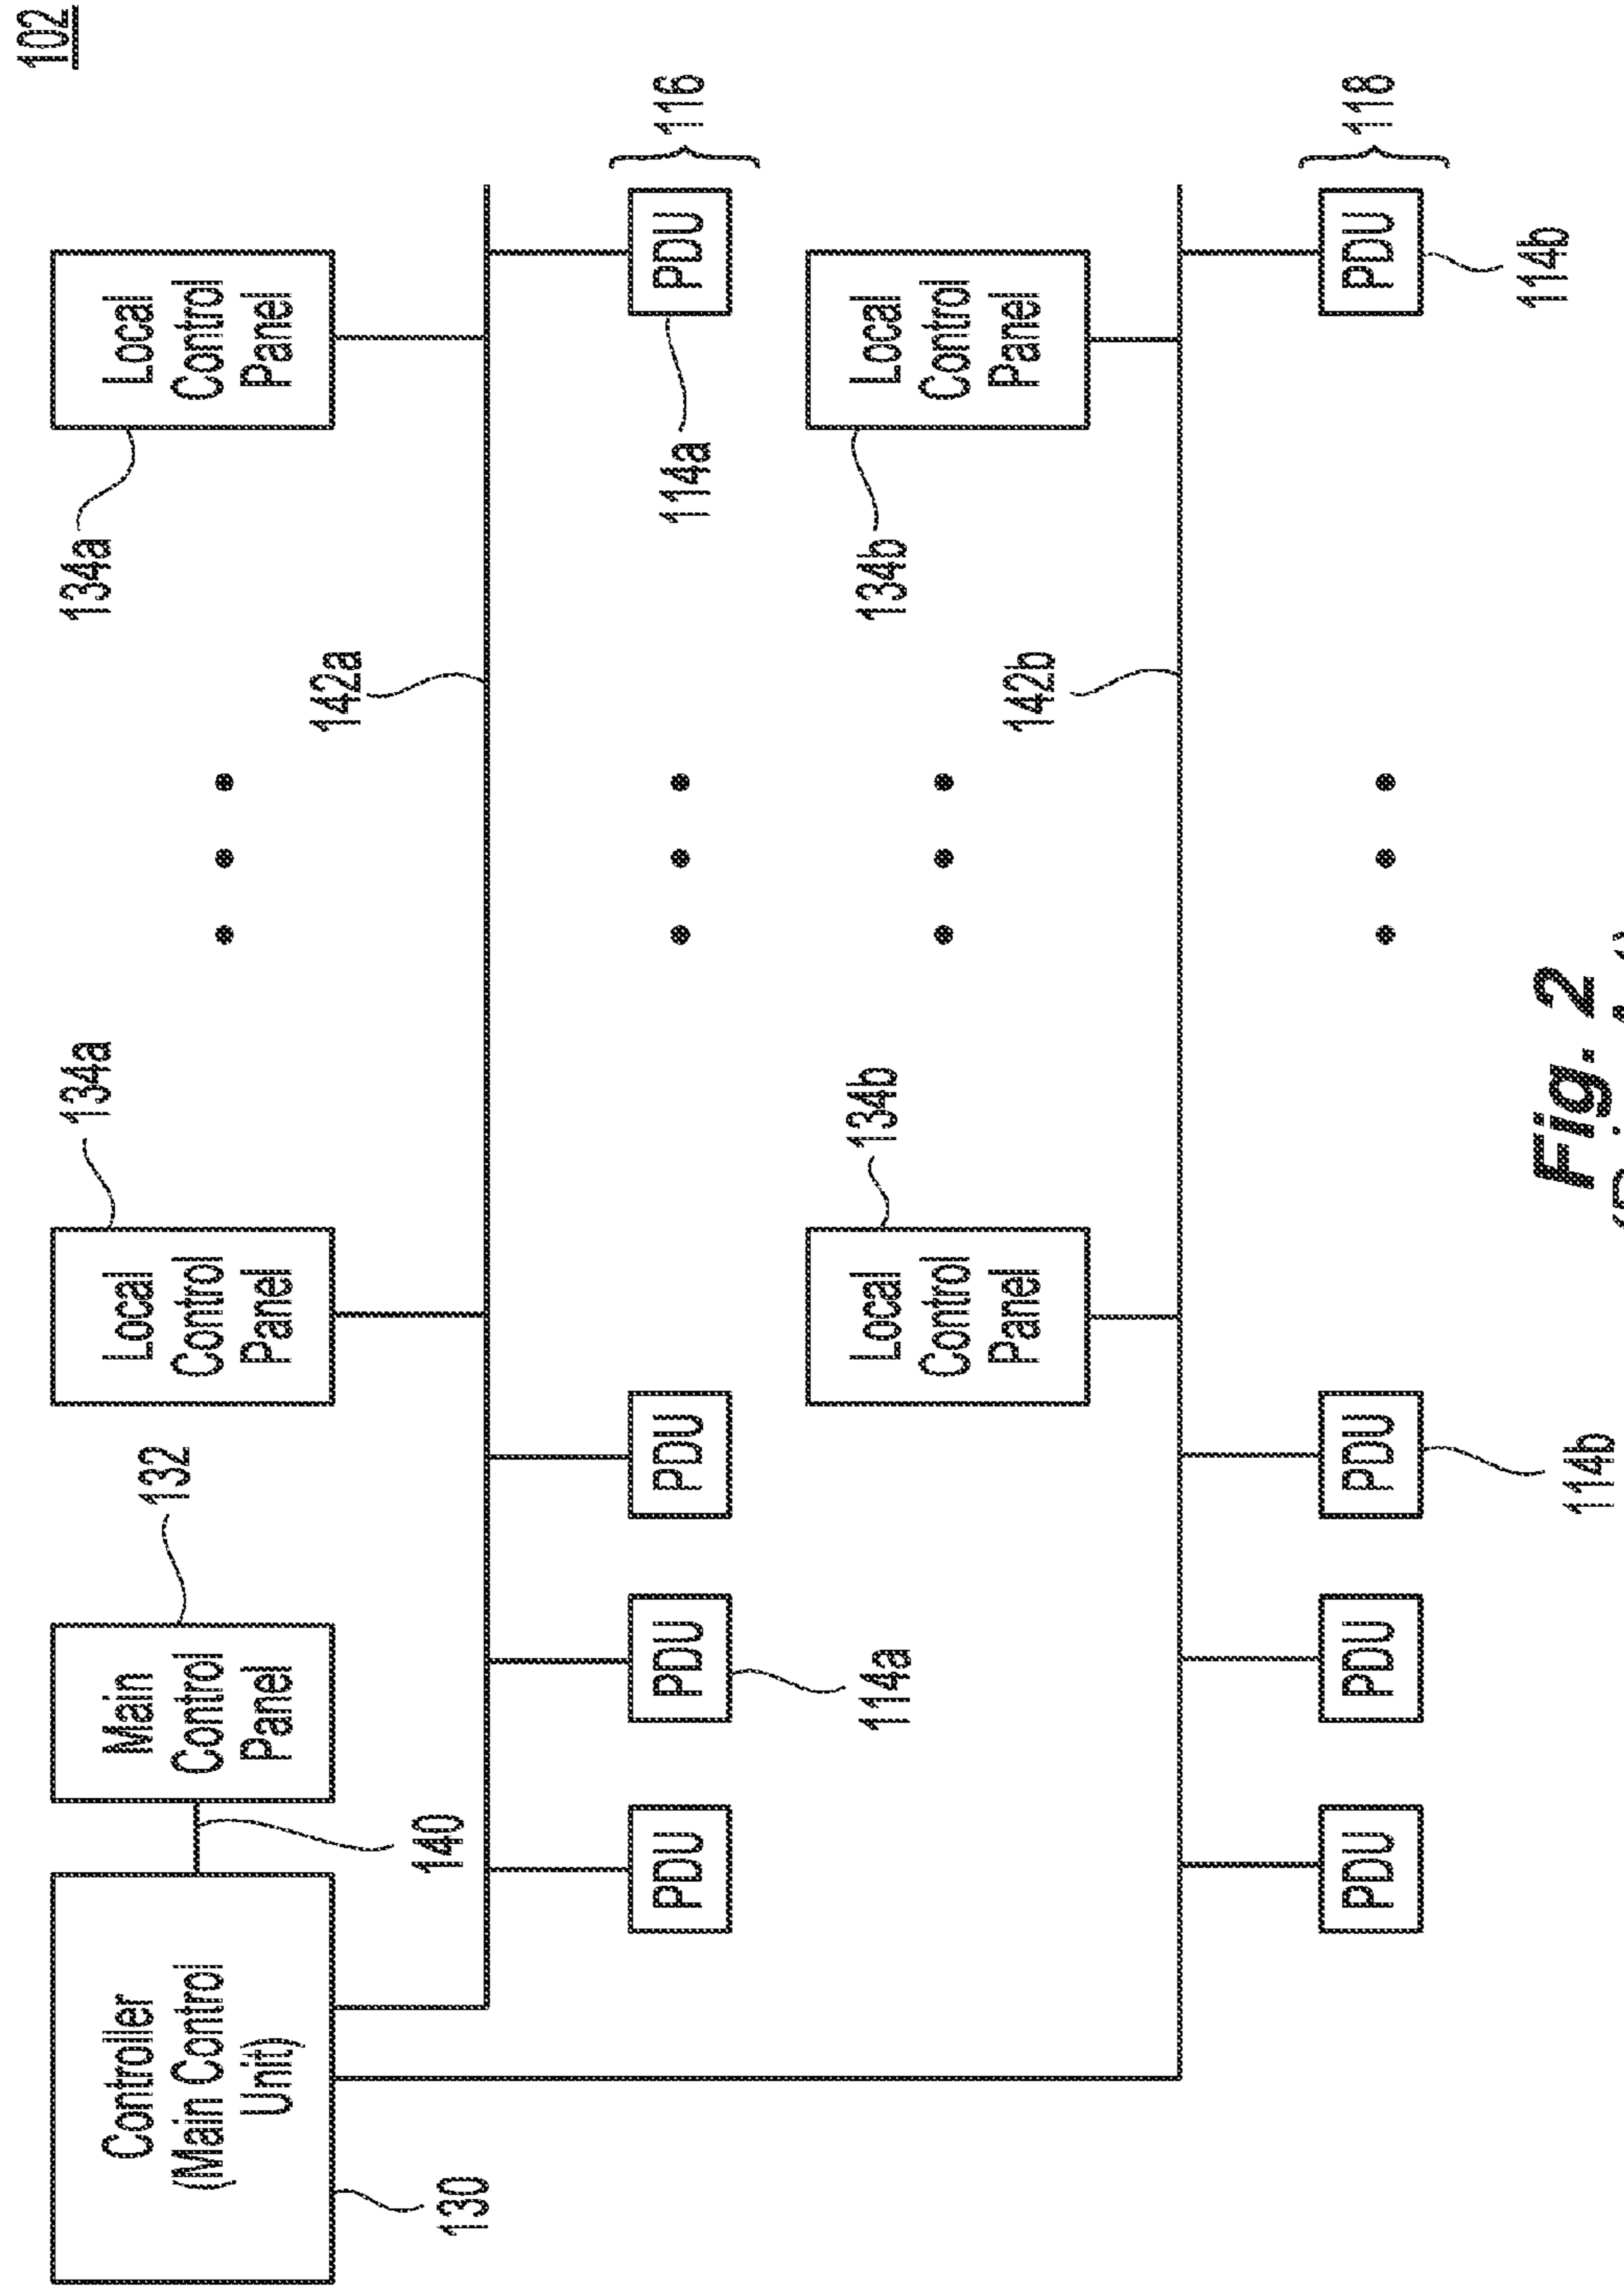 102
Controller
(Main Control
Unit)
130
Main
Control
Panel
132
140
Local
Control
Panel
134a
Local
Control
Panel
134a
142a
PDU
PDU
114a
PDU
PDU
114a
116
Local
Control
Panel
134b
Local
Control
Panel
134b
142b
PDU
PDU
PDU
114b
PDU
114b
118
Fig. 2